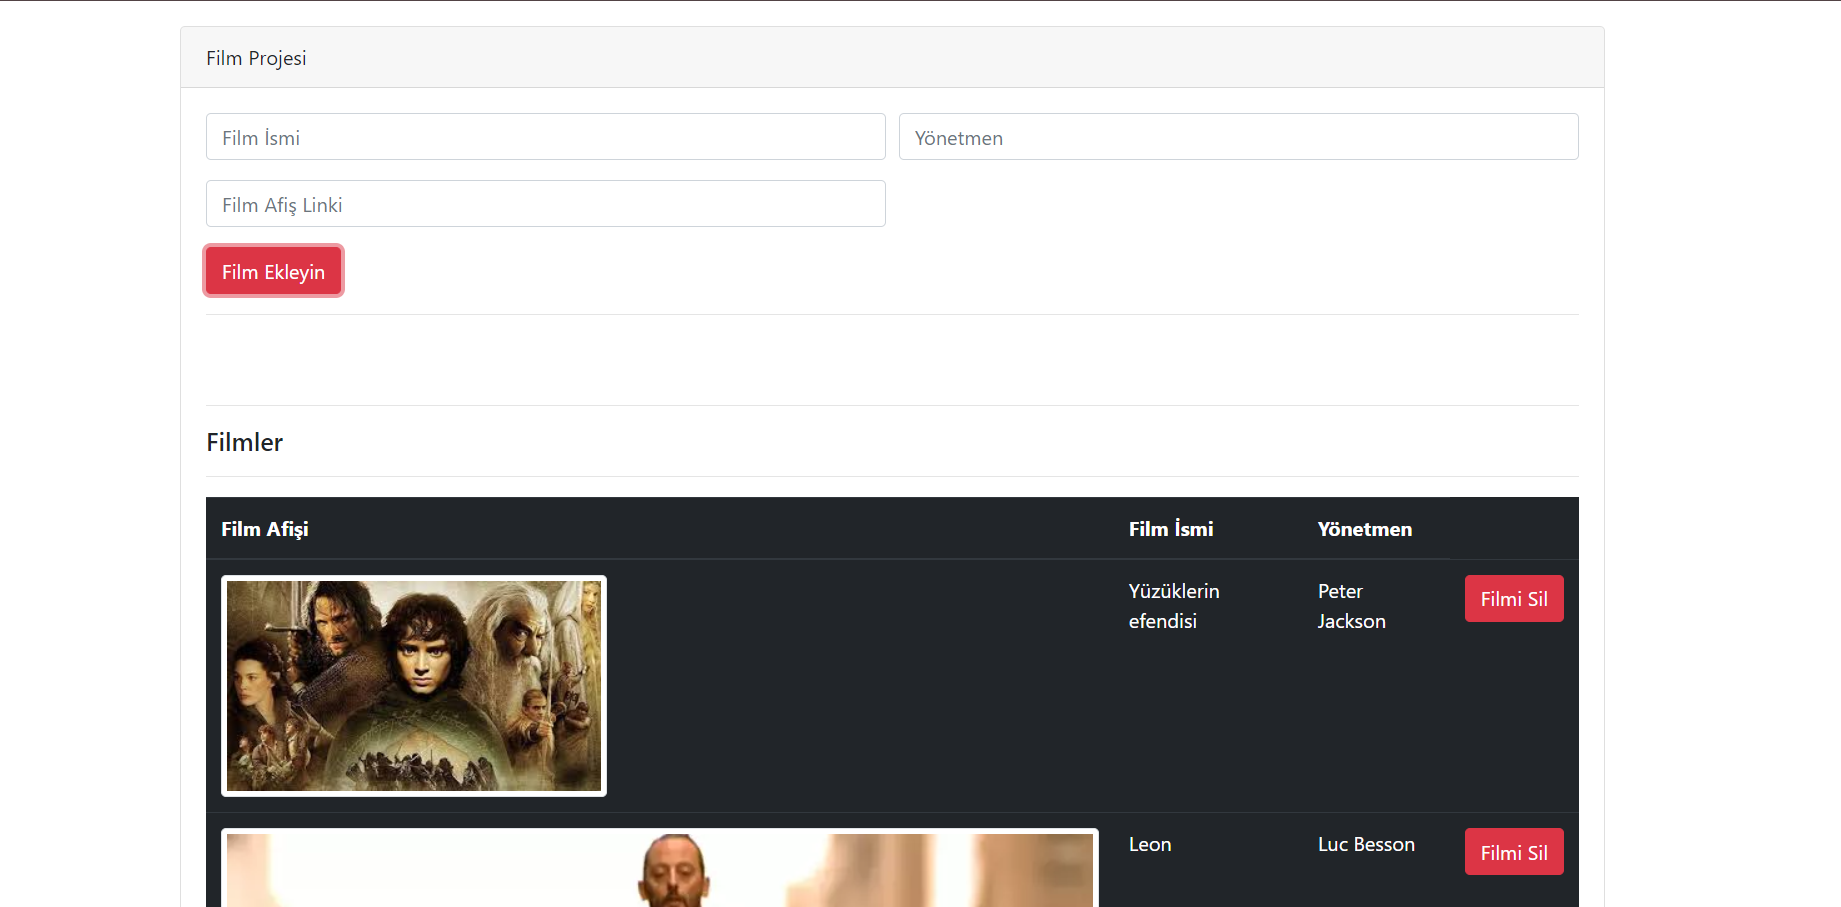 Film Projesi
Film İsmi
Yönetmen
Film Afiş Linki
Film Ekleyin
Filmler
Film Afişi
Film İsmi
Yönetmen
Yüzüklerin
efendisi
Peter
Jackson
Filmi Sil
Leon
Luc Besson
Filmi Sil